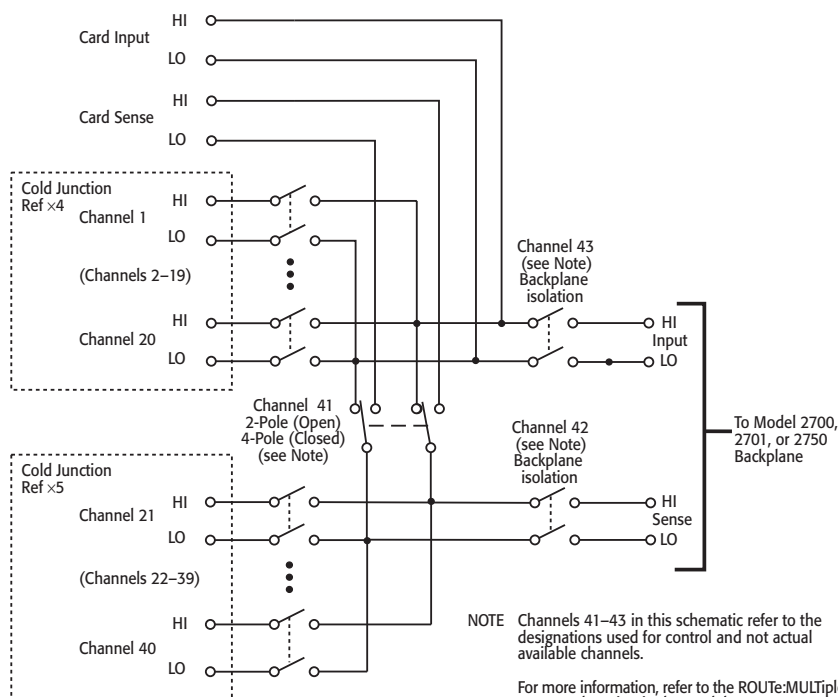 HI
Card Input
LO
HI
Card Sense
LO
Cold Junction
Ref ×4
HI
Channel 1
LO
(Channels 2–19)
HI
Channel 20
LO
Channel 43
(see Note)
Backplane
isolation
HI
Input
LO
Channel 41
2-Pole (Open)
4-Pole (Closed)
(see Note)
Channel 42
(see Note)
Backplane
isolation
To Model 2700,
2701, or 2750
Backplane
Cold Junction
Ref ×5
HI
Channel 21
LO
HI
Sense
LO
(Channels 22–39)
HI
Channel 40
LO
NOTE Channels 41–43 in this schematic refer to the
designations used for control and not actual
available channels.
For more information, refer to the ROUTe:MULTipl